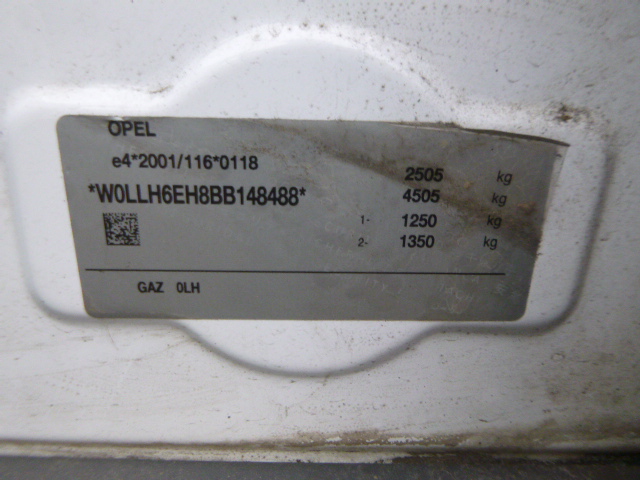 OPEL
e4*2001/116*0118
2505 kg
*W0LLH6EH8BB148488* 4505 kg
1- 1250 kg
2- 1350 kg
GAZ 0LH